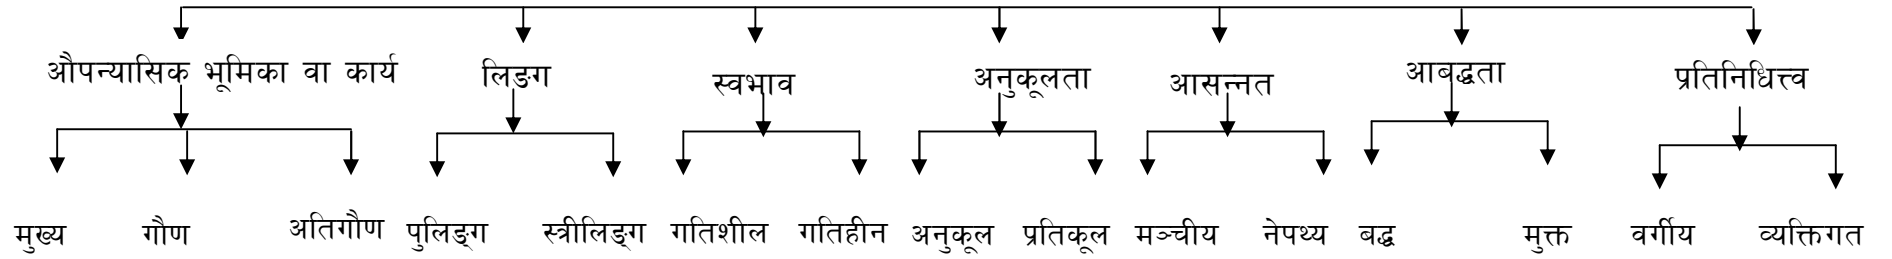 औपन्यासिक भूमिका वा कार्य लिङ्ग स्वभाव अनुकूलता आसन्नत आबद्धता प्रतिनिधित्त्व
मुख्य गौण अतिगौण पुलिङ्ग स्त्रीलिङ्ग गतिशील गतिहीन अनुकूल प्रतिकूल मञ्चीय नेपथ्य बद्ध मुक्त वर्गीय व्यक्तिगत